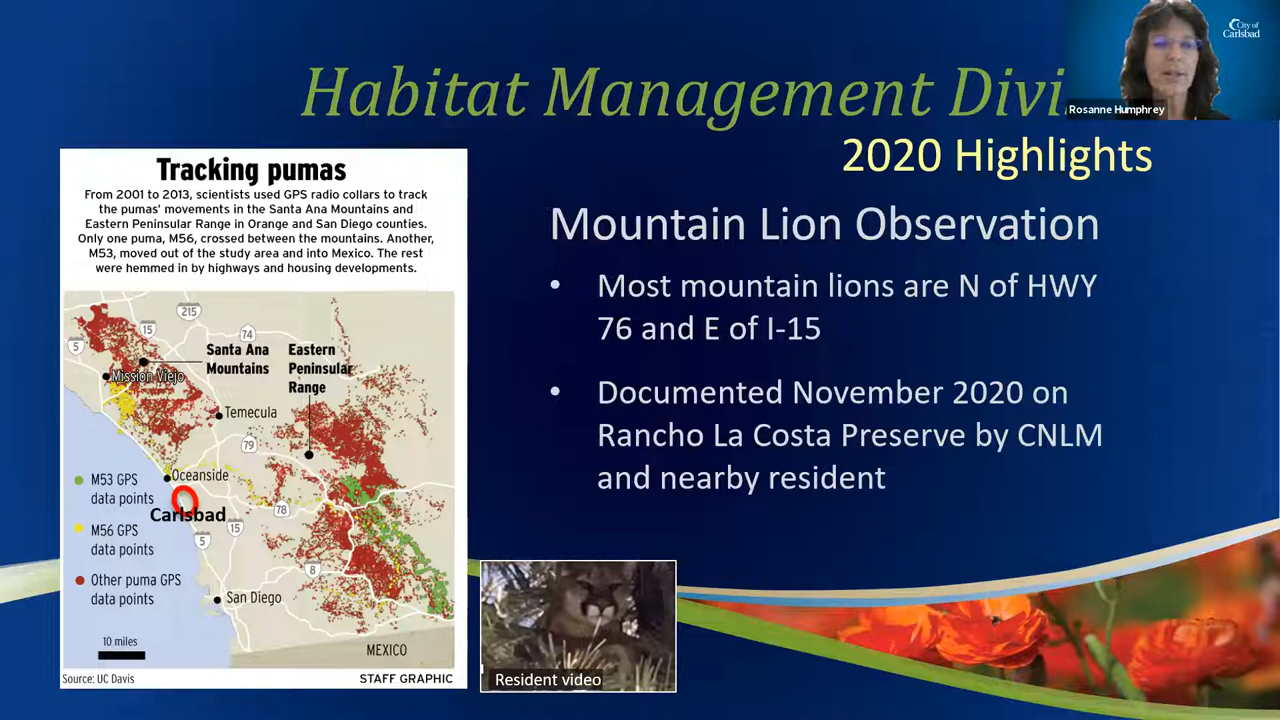 City of
Carlsbad
Habitat Management Divi
Rosanne Humphrey
2020 Highlights
Tracking pumas
From 2001 to 2013, scientists used GPS radio collars to track
the pumas' movements in the Santa Ana Mountains and
Eastern Peninsular Range in Orange and San Diego counties.
Only one puma, M56, crossed between the mountains. Another,
M53, moved out of the study area and into Mexico. The rest
were hemmed in by highways and housing developments.
215
15
5
74
Santa Ana
Mountains
Eastern
Peninsular
Range
Mission Viejo
Temecula
79
Oceanside
M53 GPS
data points
Carlsbad
78
15
M56 GPS
data points
5
8
Other puma GPS
data points
San Diego
10 miles
MEXICO
Source: UC Davis
STAFF GRAPHIC
Mountain Lion Observation
• Most mountain lions are N of HWY
76 and E of I-15
• Documented November 2020 on
Rancho La Costa Preserve by CNLM
and nearby resident
Resident video